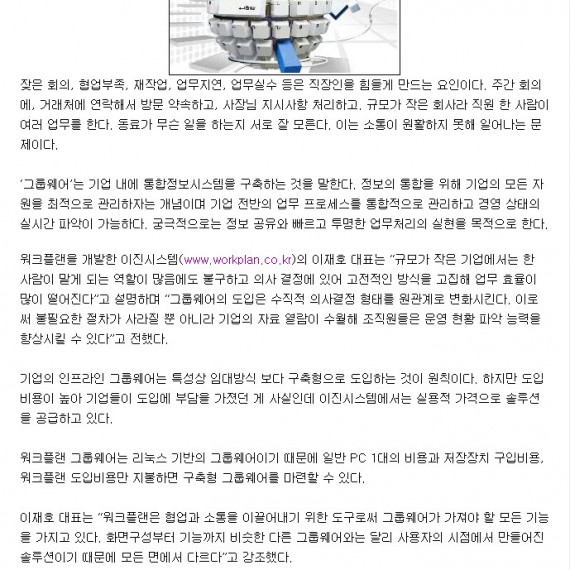 잦은 회의, 협업부족, 재작업, 업무지연, 업무실수 등은 직장인을 힘들게 만드는 요인이다. 주간 회의
에, 거래처에 연락해서 방문 약속하고, 사장님 지시사항 처리하고, 규모가 작은 회사라 직원 한 사람이
여러 업무를 한다. 동료가 무슨 일을 하는지 서로 잘 모른다. 이는 소통이 원활하지 못해 일어나는 문
제이다.
‘그룹웨어’는 기업 내에 통합정보시스템을 구축하는 것을 말한다. 정보의 통합을 위해 기업의 모든 자
원을 최적으로 관리하자는 개념이며 기업 전반의 업무 프로세스를 통합적으로 관리하고 경영 상태의
실시간 파악이 가능하다. 궁극적으로는 정보 공유와 빠르고 투명한 업무처리의 실현을 목적으로 한다.
워크플랜을 개발한 이진시스템(www.workplan.co.kr)의 이재호 대표는 “규모가 작은 기업에서는 한
사람이 맡게 되는 역할이 많음에도 불구하고 의사 결정에 있어 고전적인 방식을 고집해 업무 효율이
많이 떨어진다”고 설명하며 “그룹웨어의 도입은 수직적 의사결정 형태를 원관계로 변화시킨다. 이로
써 불필요한 절차가 사라질 뿐 아니라 기업의 자료 열람이 수월해 조직원들은 운영 현황 파악 능력을
향상시킬 수 있다”고 전했다.
기업의 인프라인 그룹웨어는 특성상 임대방식 보다 구축형으로 도입하는 것이 원칙이다. 하지만 도입
비용이 높아 기업들이 도입에 부담을 가졌던 게 사실인데 이진시스템에서는 실용적 가격으로 솔루션
을 공급하고 있다.
워크플랜 그룹웨어는 리눅스 기반의 그룹웨어이기 때문에 일반 PC 1대의 비용과 저장장치 구입비용,
워크플랜 도입비용만 지불하면 구축형 그룹웨어를 마련할 수 있다.
이재호 대표는 “워크플랜은 협업과 소통을 이끌어내기 위한 도구로써 그룹웨어가 가져야 할 모든 기능
을 가지고 있다. 화면구성부터 기능까지 비슷한 다른 그룹웨어와는 달리 사용자의 시점에서 만들어진
솔루션이기 때문에 모든 면에서 다르다”고 강조했다.